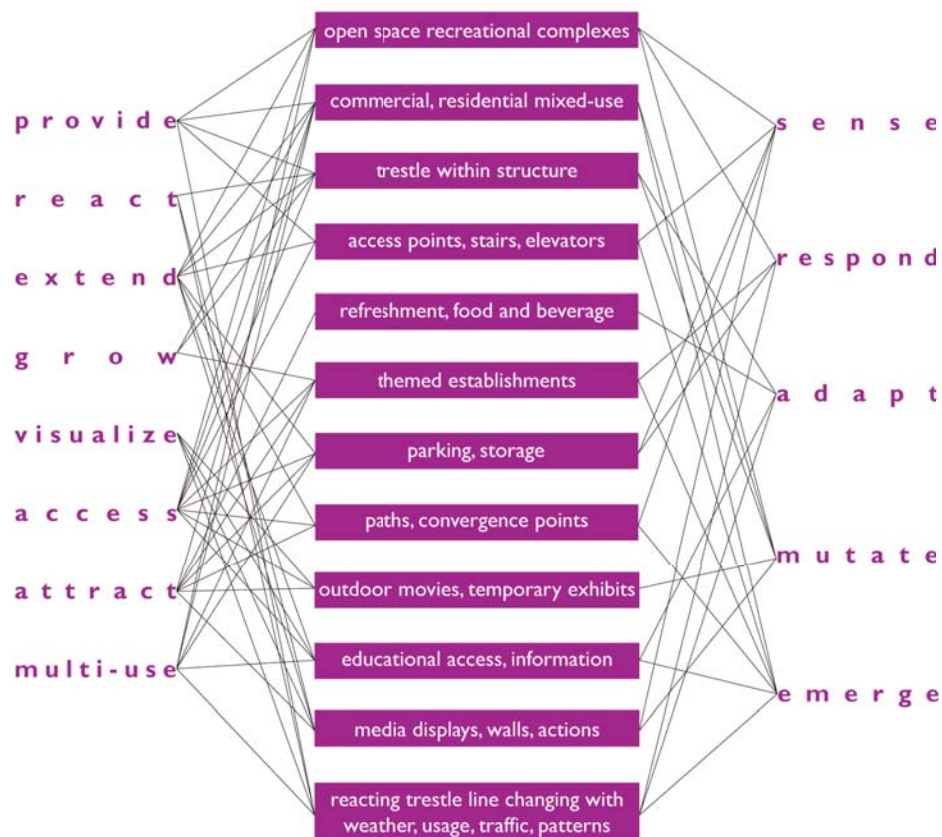 open space recreational complexes
commercial, residential mixed-use
trestle within structure
access points, stairs, elevators
refreshment, food and beverage
themed establishments
parking, storage
paths, convergence points
outdoor movies, temporary exhibits
educational access, information
media displays, walls, actions
reacting trestle line changing with
weather, usage, traffic, patterns
provide
react
extend
grow
visualize
access
attract
multi-use
sense
respond
adapt
mutate
emerge